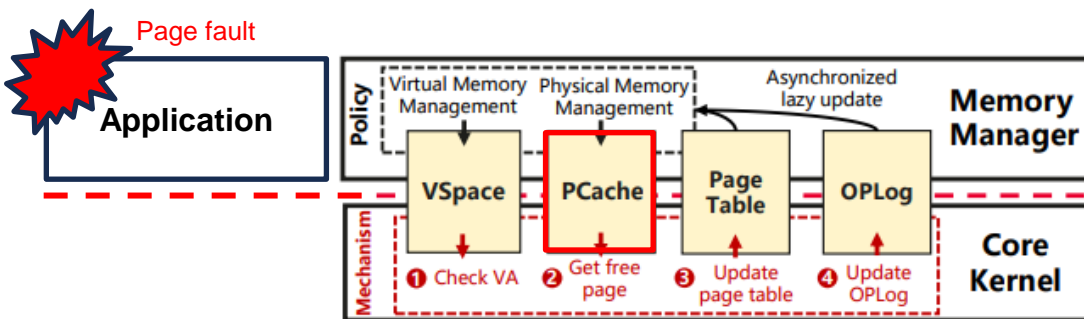 Page fault
Application
Policy
Virtual Memory
Management
Physical Memory
Management
Asynchronized
lazy update
Memory
Manager
VSpace
PCache
Page
Table
OPLog
Mechanism
❶ Check VA
❷ Get free
page
❸ Update
page table
❹ Update
OPLog
Core
Kernel